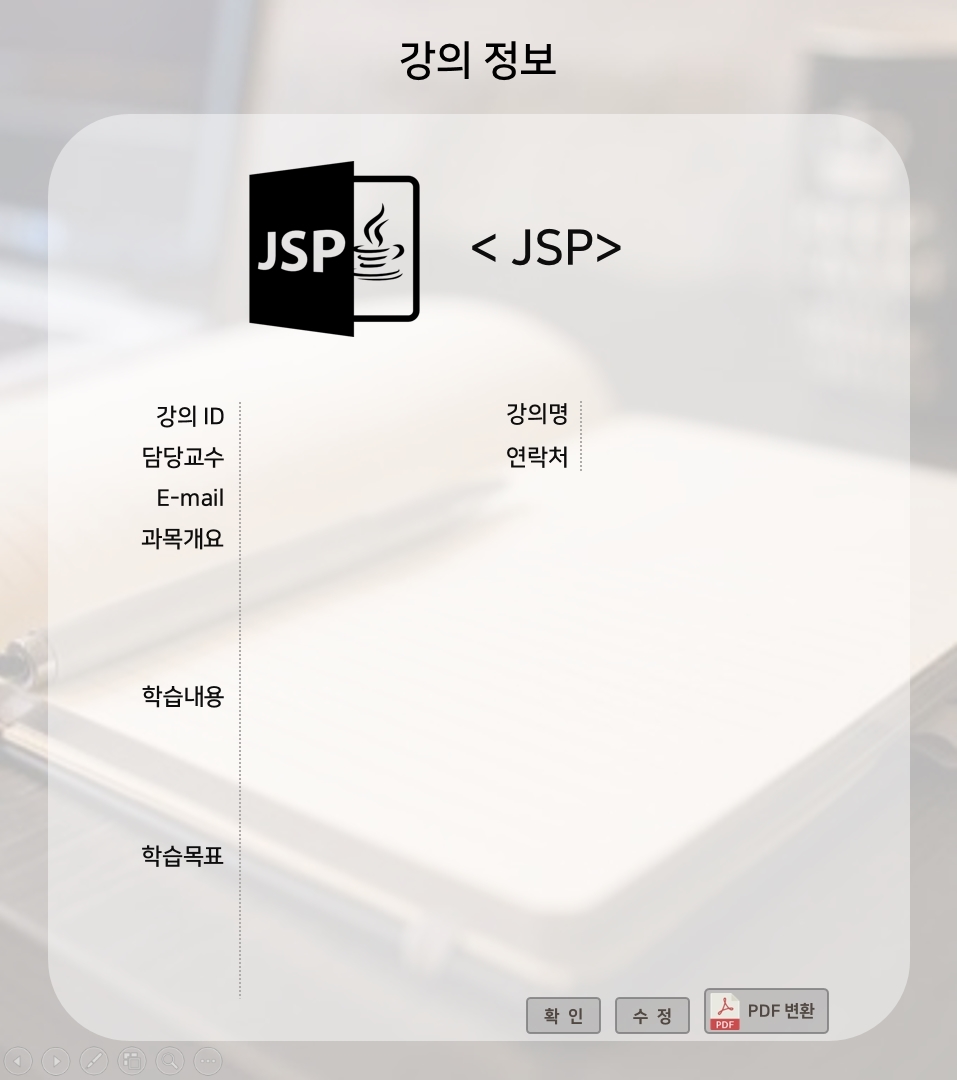 강의 정보
JSP
< JSP>
강의 ID
강의명
담당교수
연락처
E-mail
과목개요
학습내용
학습목표
확 인
수 정
PDF
PDF 변환